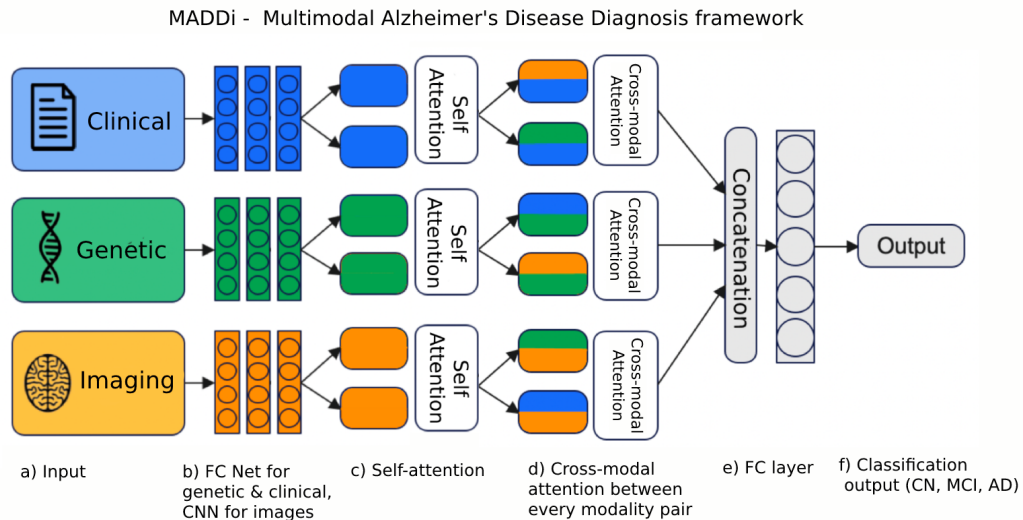 MADDi -  Multimodal Alzheimer's Disease Diagnosis framework
Clinical
Self
Attention
Cross-modal
Attention
Genetic
Self
Attention
Cross-modal
Attention
Imaging
Self
Attention
Cross-modal
Attention
Concatenation
Output
a) Input
b) FC Net for
genetic & clinical,
CNN for images
c) Self-attention
d) Cross-modal
attention between
every modality pair
e) FC layer
f) Classification
output (CN, MCI, AD)